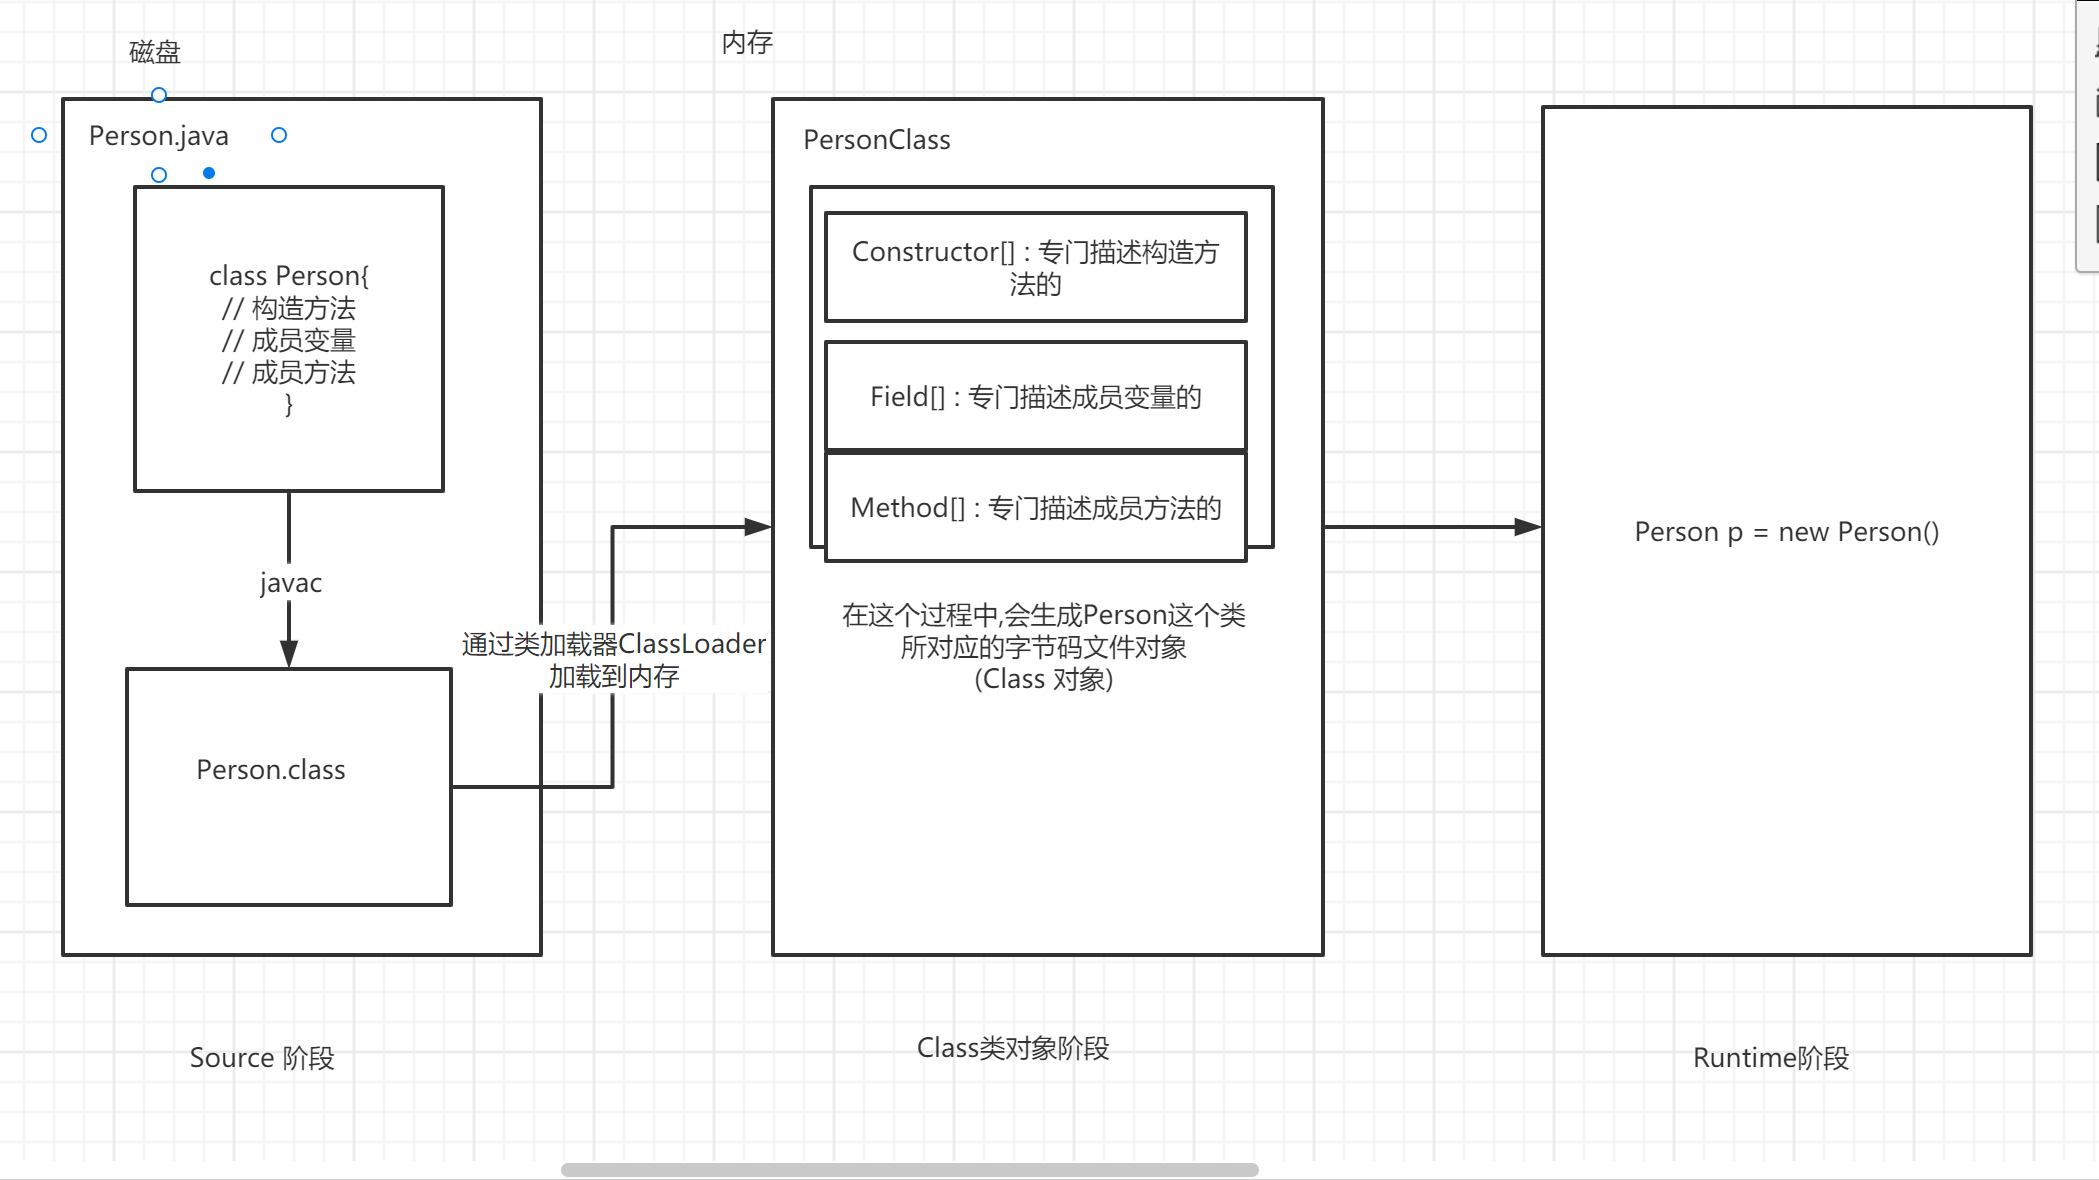 磁盘
内存
Person.java
class Person{
// 构造方法
// 成员变量
// 成员方法
}
javac
Person.class
通过类加载器ClassLoader
加载到内存
PersonClass
Constructor[] : 专门描述构造方
法的
Field[] : 专门描述成员变量的
Method[] : 专门描述成员方法的
在这个过程中,会生成Person这个类
所对应的字节码文件对象
(Class 对象)
Person p = new Person()
Source 阶段
Class类对象阶段
Runtime阶段